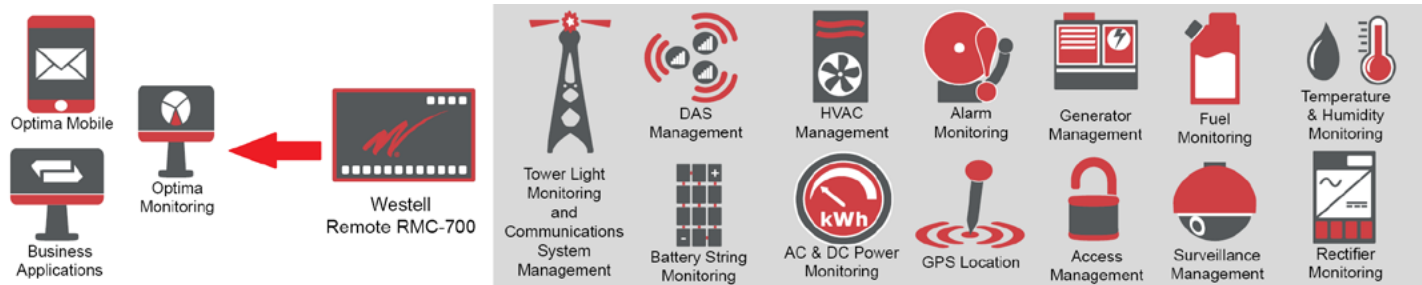 Optima Mobile
Optima
Monitoring
Business
Applications
Westell
Remote RMC-700
Tower Light
Monitoring
and
Communications
System
Management
DAS
Management
HVAC
Management
Alarm
Monitoring
Generator
Management
Fuel
Monitoring
Temperature
& Humidity
Monitoring
+
-
Battery String
Monitoring
kWh
AC & DC Power
Monitoring
GPS Location
Access
Management
Surveillance
Management
Rectifier
Monitoring